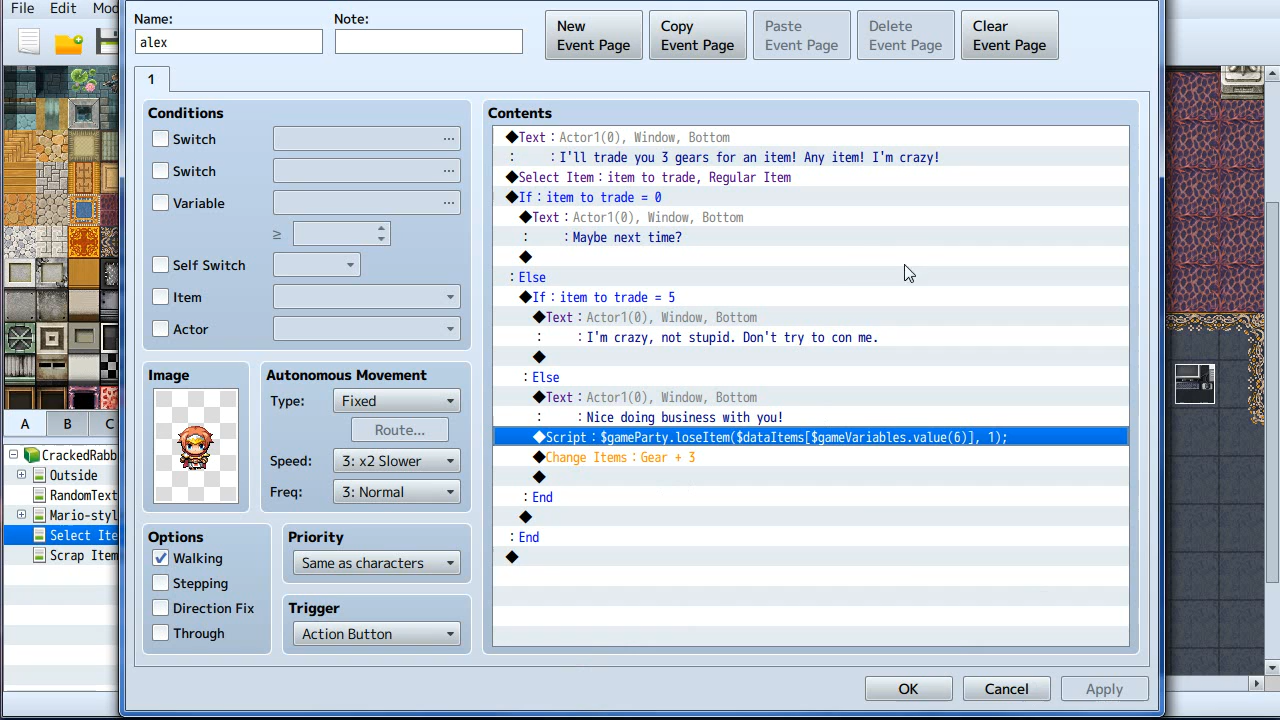 File Edit Mod
Name: Note:
alex
New Event Page
Copy Event Page
Paste Event Page
Delete Event Page
Clear Event Page
1
Conditions
Switch ...
Switch ...
Variable ...
≥
Self Switch
Item
Actor
Image
Autonomous Movement
Type: Fixed
Route...
Speed: 3: x2 Slower
Freq: 3: Normal
Options
Walking
Stepping
Direction Fix
Through
Priority
Same as characters
Trigger
Action Button
Contents
◆Text：Actor1(0), Window, Bottom
:　　：I'll trade you 3 gears for an item! Any item! I'm crazy!
◆Select Item：item to trade, Regular Item
◆If：item to trade = 0
◆Text：Actor1(0), Window, Bottom
:　　：Maybe next time?
◆
：Else
◆If：item to trade = 5
◆Text：Actor1(0), Window, Bottom
:　　：I'm crazy, not stupid. Don't try to con me.
◆
：Else
◆Text：Actor1(0), Window, Bottom
:　　：Nice doing business with you!
◆Script：$gameParty.loseItem($dataItems[$gameVariables.value(6)], 1);
◆Change Items：Gear + 3
◆
：End
◆
：End
◆
A B C
CrackedRabb
Outside
RandomText
Mario-styl
Select Ite
Scrap Item
OK Cancel Apply